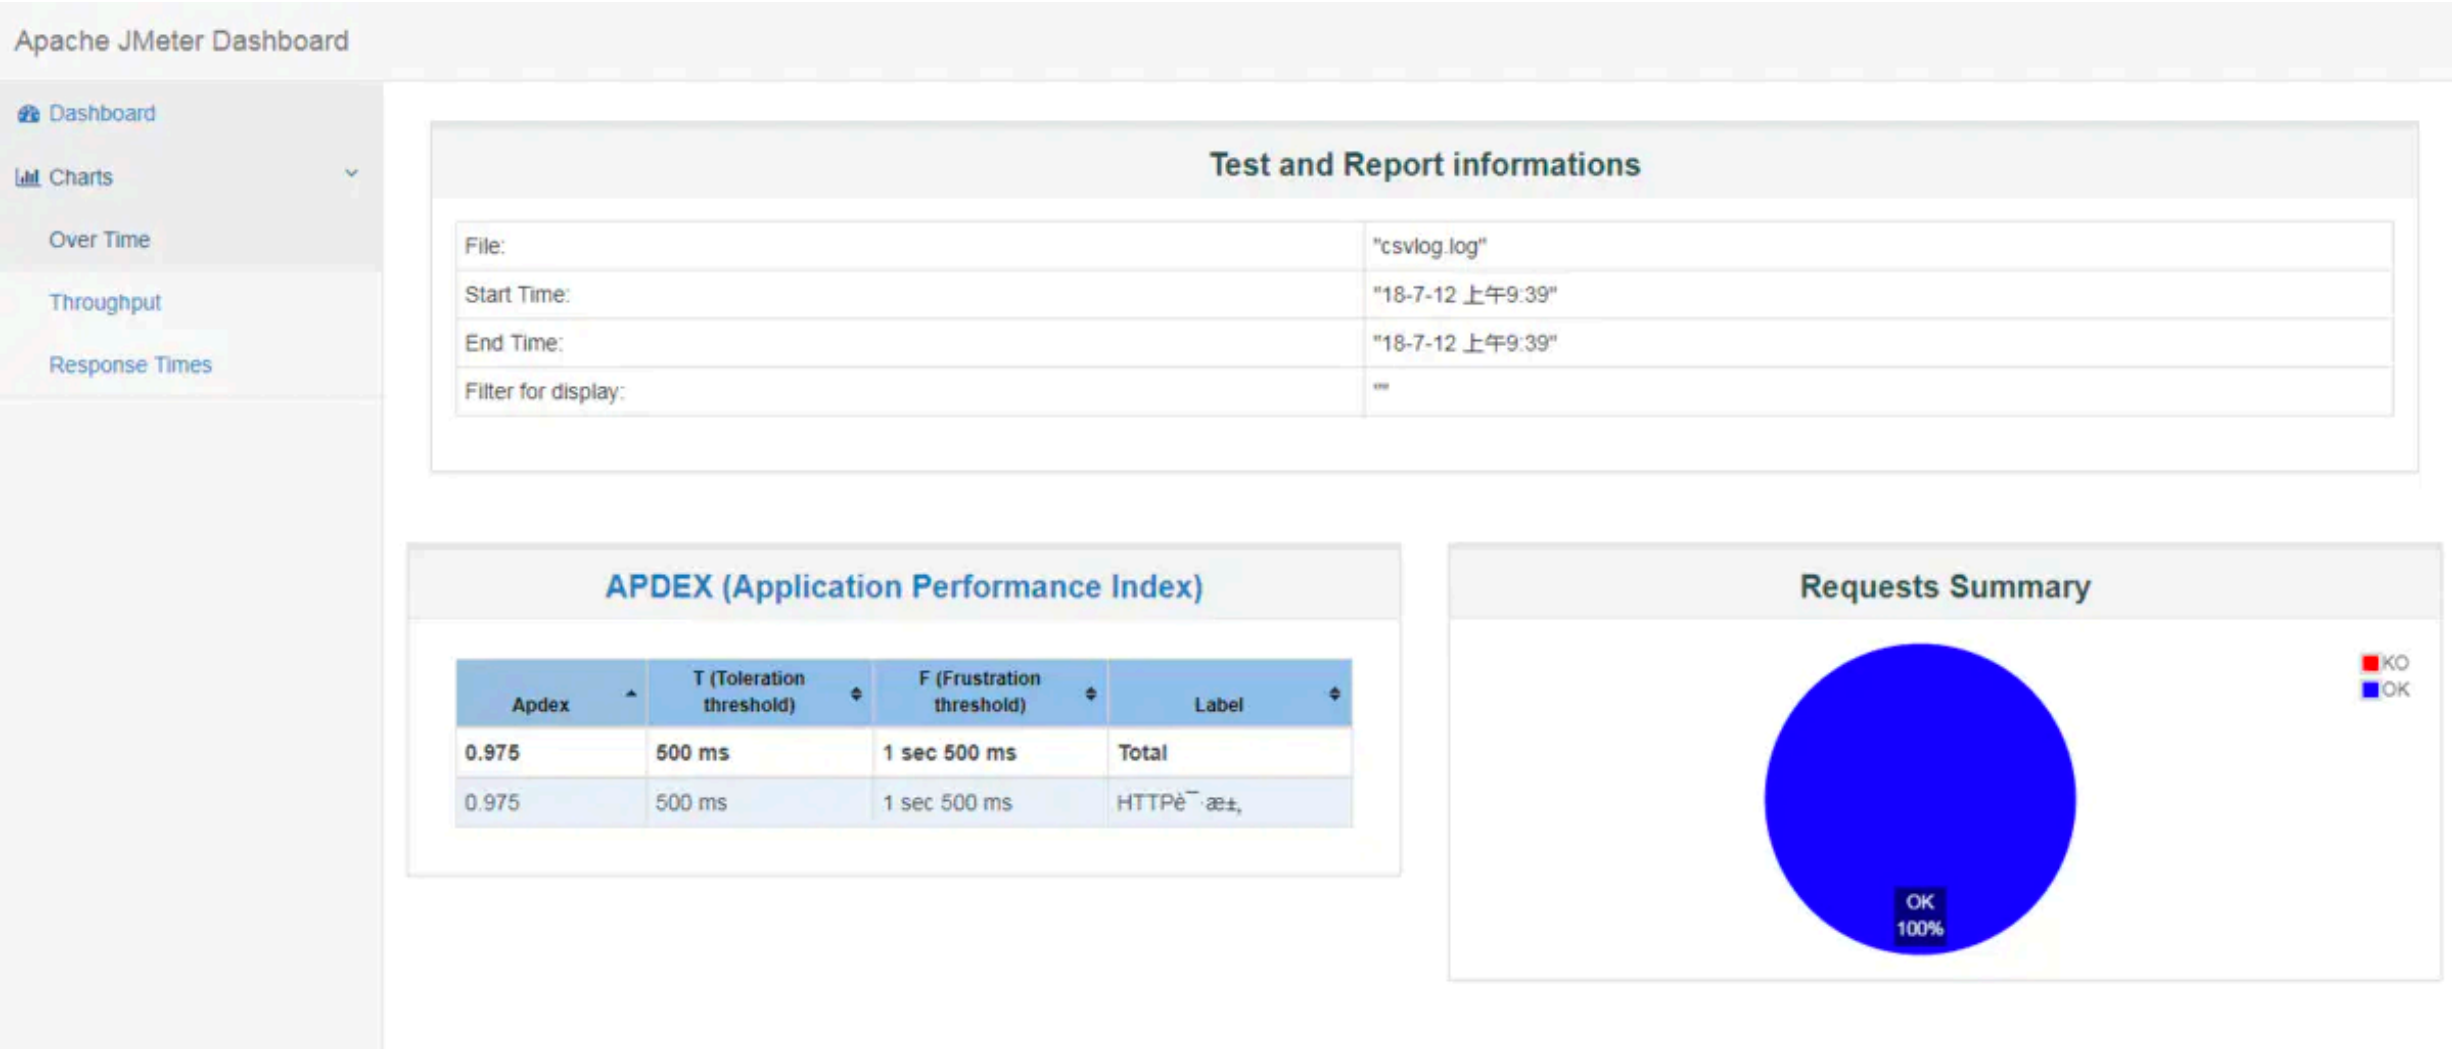 Apache JMeter Dashboard
Dashboard
Charts
Over Time
Throughput
Response Times
Test and Report informations
File: "csvlog.log"
Start Time: "18-7-12 上午9:39"
End Time: "18-7-12 上午9:39"
Filter for display: ""
APDEX (Application Performance Index)
Apdex T (Toleration threshold) F (Frustration threshold) Label
0.975 500 ms 1 sec 500 ms Total
0.975 500 ms 1 sec 500 ms HTTPè¯·æ±‚
Requests Summary
KO
OK
OK
100%